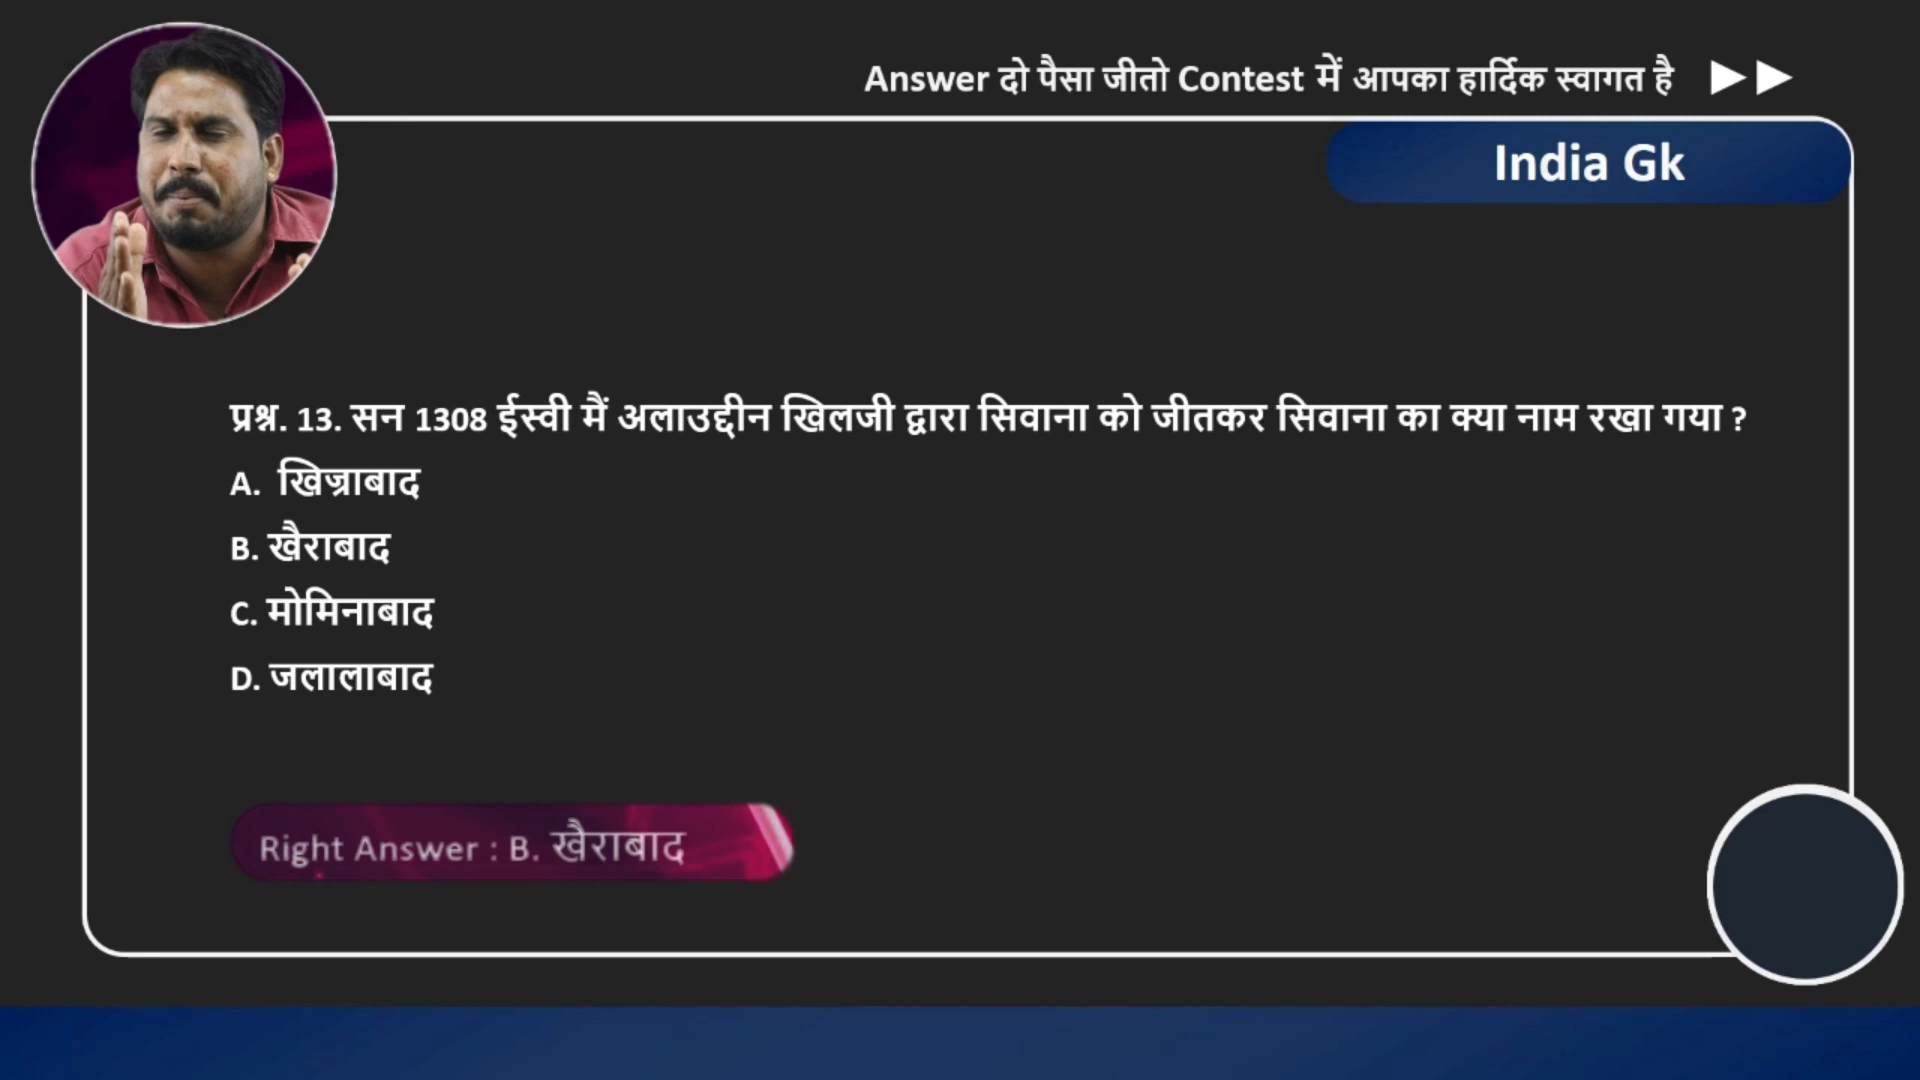 Answer दो पैसा जीतो Contest में आपका हार्दिक स्वागत है
India Gk
प्रश्न. 13. सन 1308 ईस्वी मैं अलाउद्दीन खिलजी द्वारा सिवाना को जीतकर सिवाना का क्या नाम रखा गया ?
A. खिज्राबाद
B. खैराबाद
C. मोमिनाबाद
D. जलालाबाद
Right Answer : B. खैराबाद